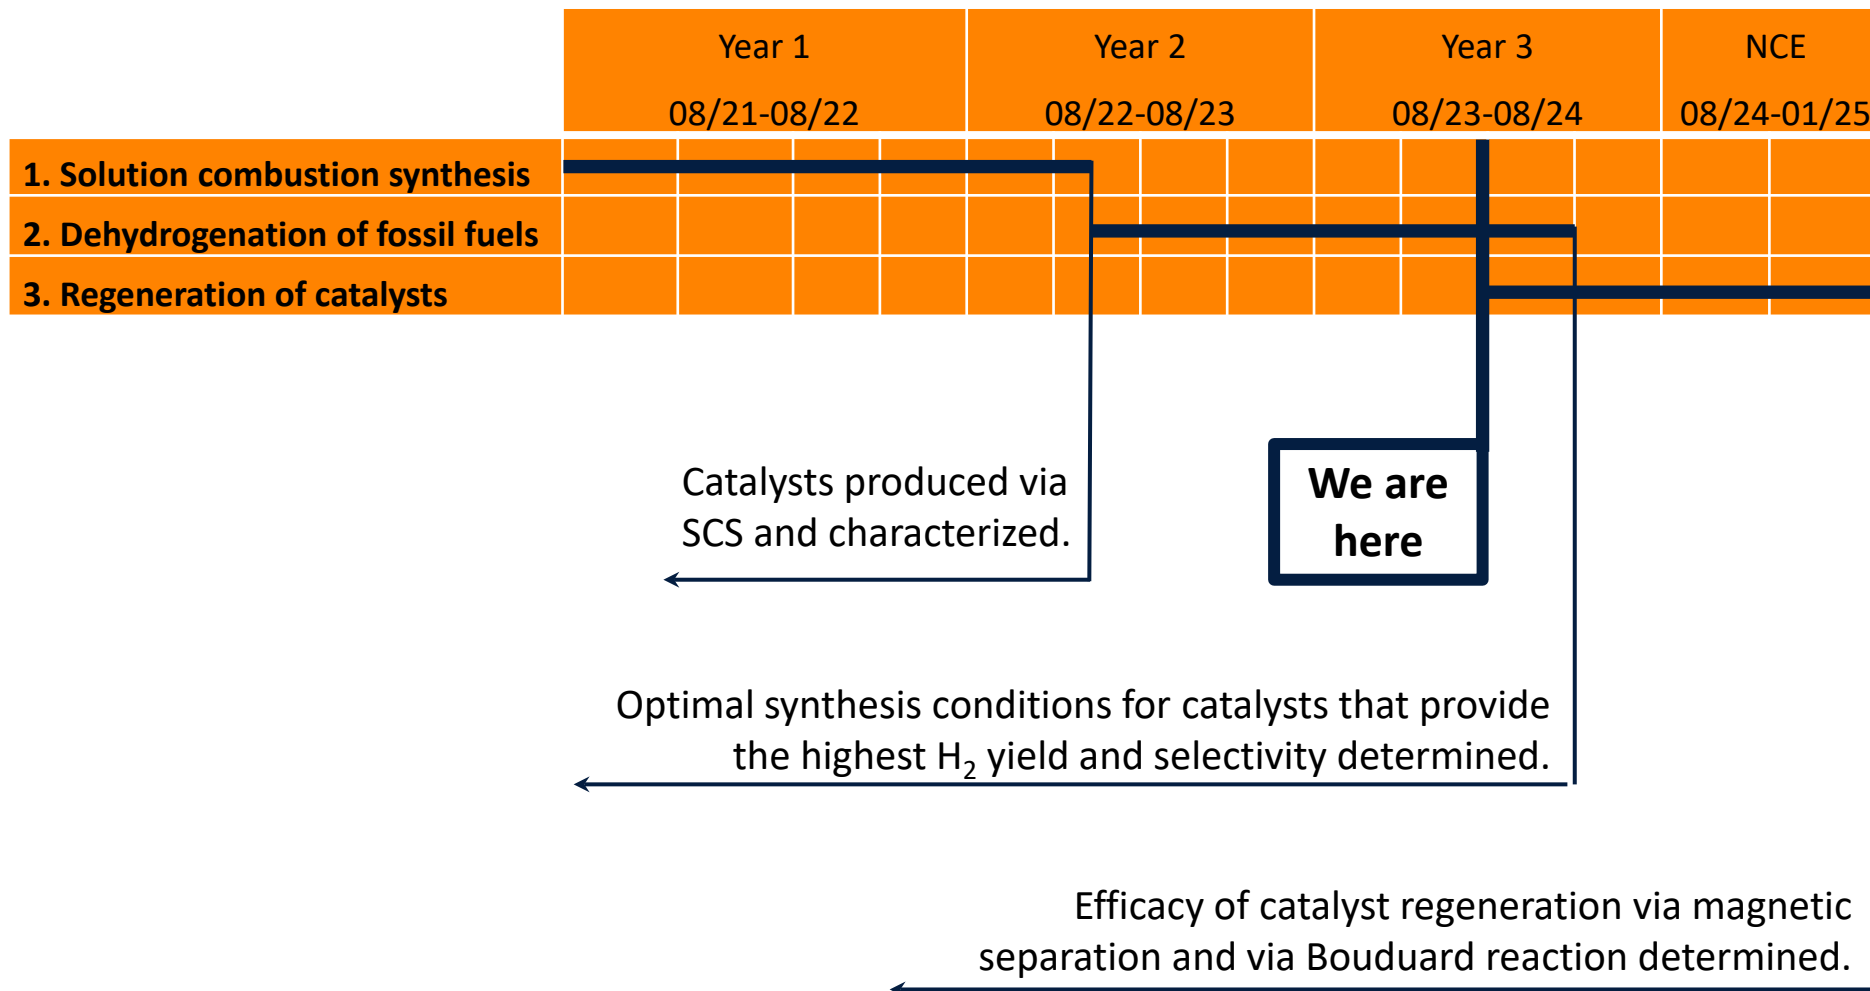 Year 1
Year 2
Year 3
NCE
08/21-08/22
08/22-08/23
08/23-08/24
08/24-01/25
1. Solution combustion synthesis
2. Dehydrogenation of fossil fuels
3. Regeneration of catalysts
Catalysts produced via
SCS and characterized.
We are
here
Optimal synthesis conditions for catalysts that provide
the highest H₂ yield and selectivity determined.
Efficacy of catalyst regeneration via magnetic
separation and via Bouduard reaction determined.